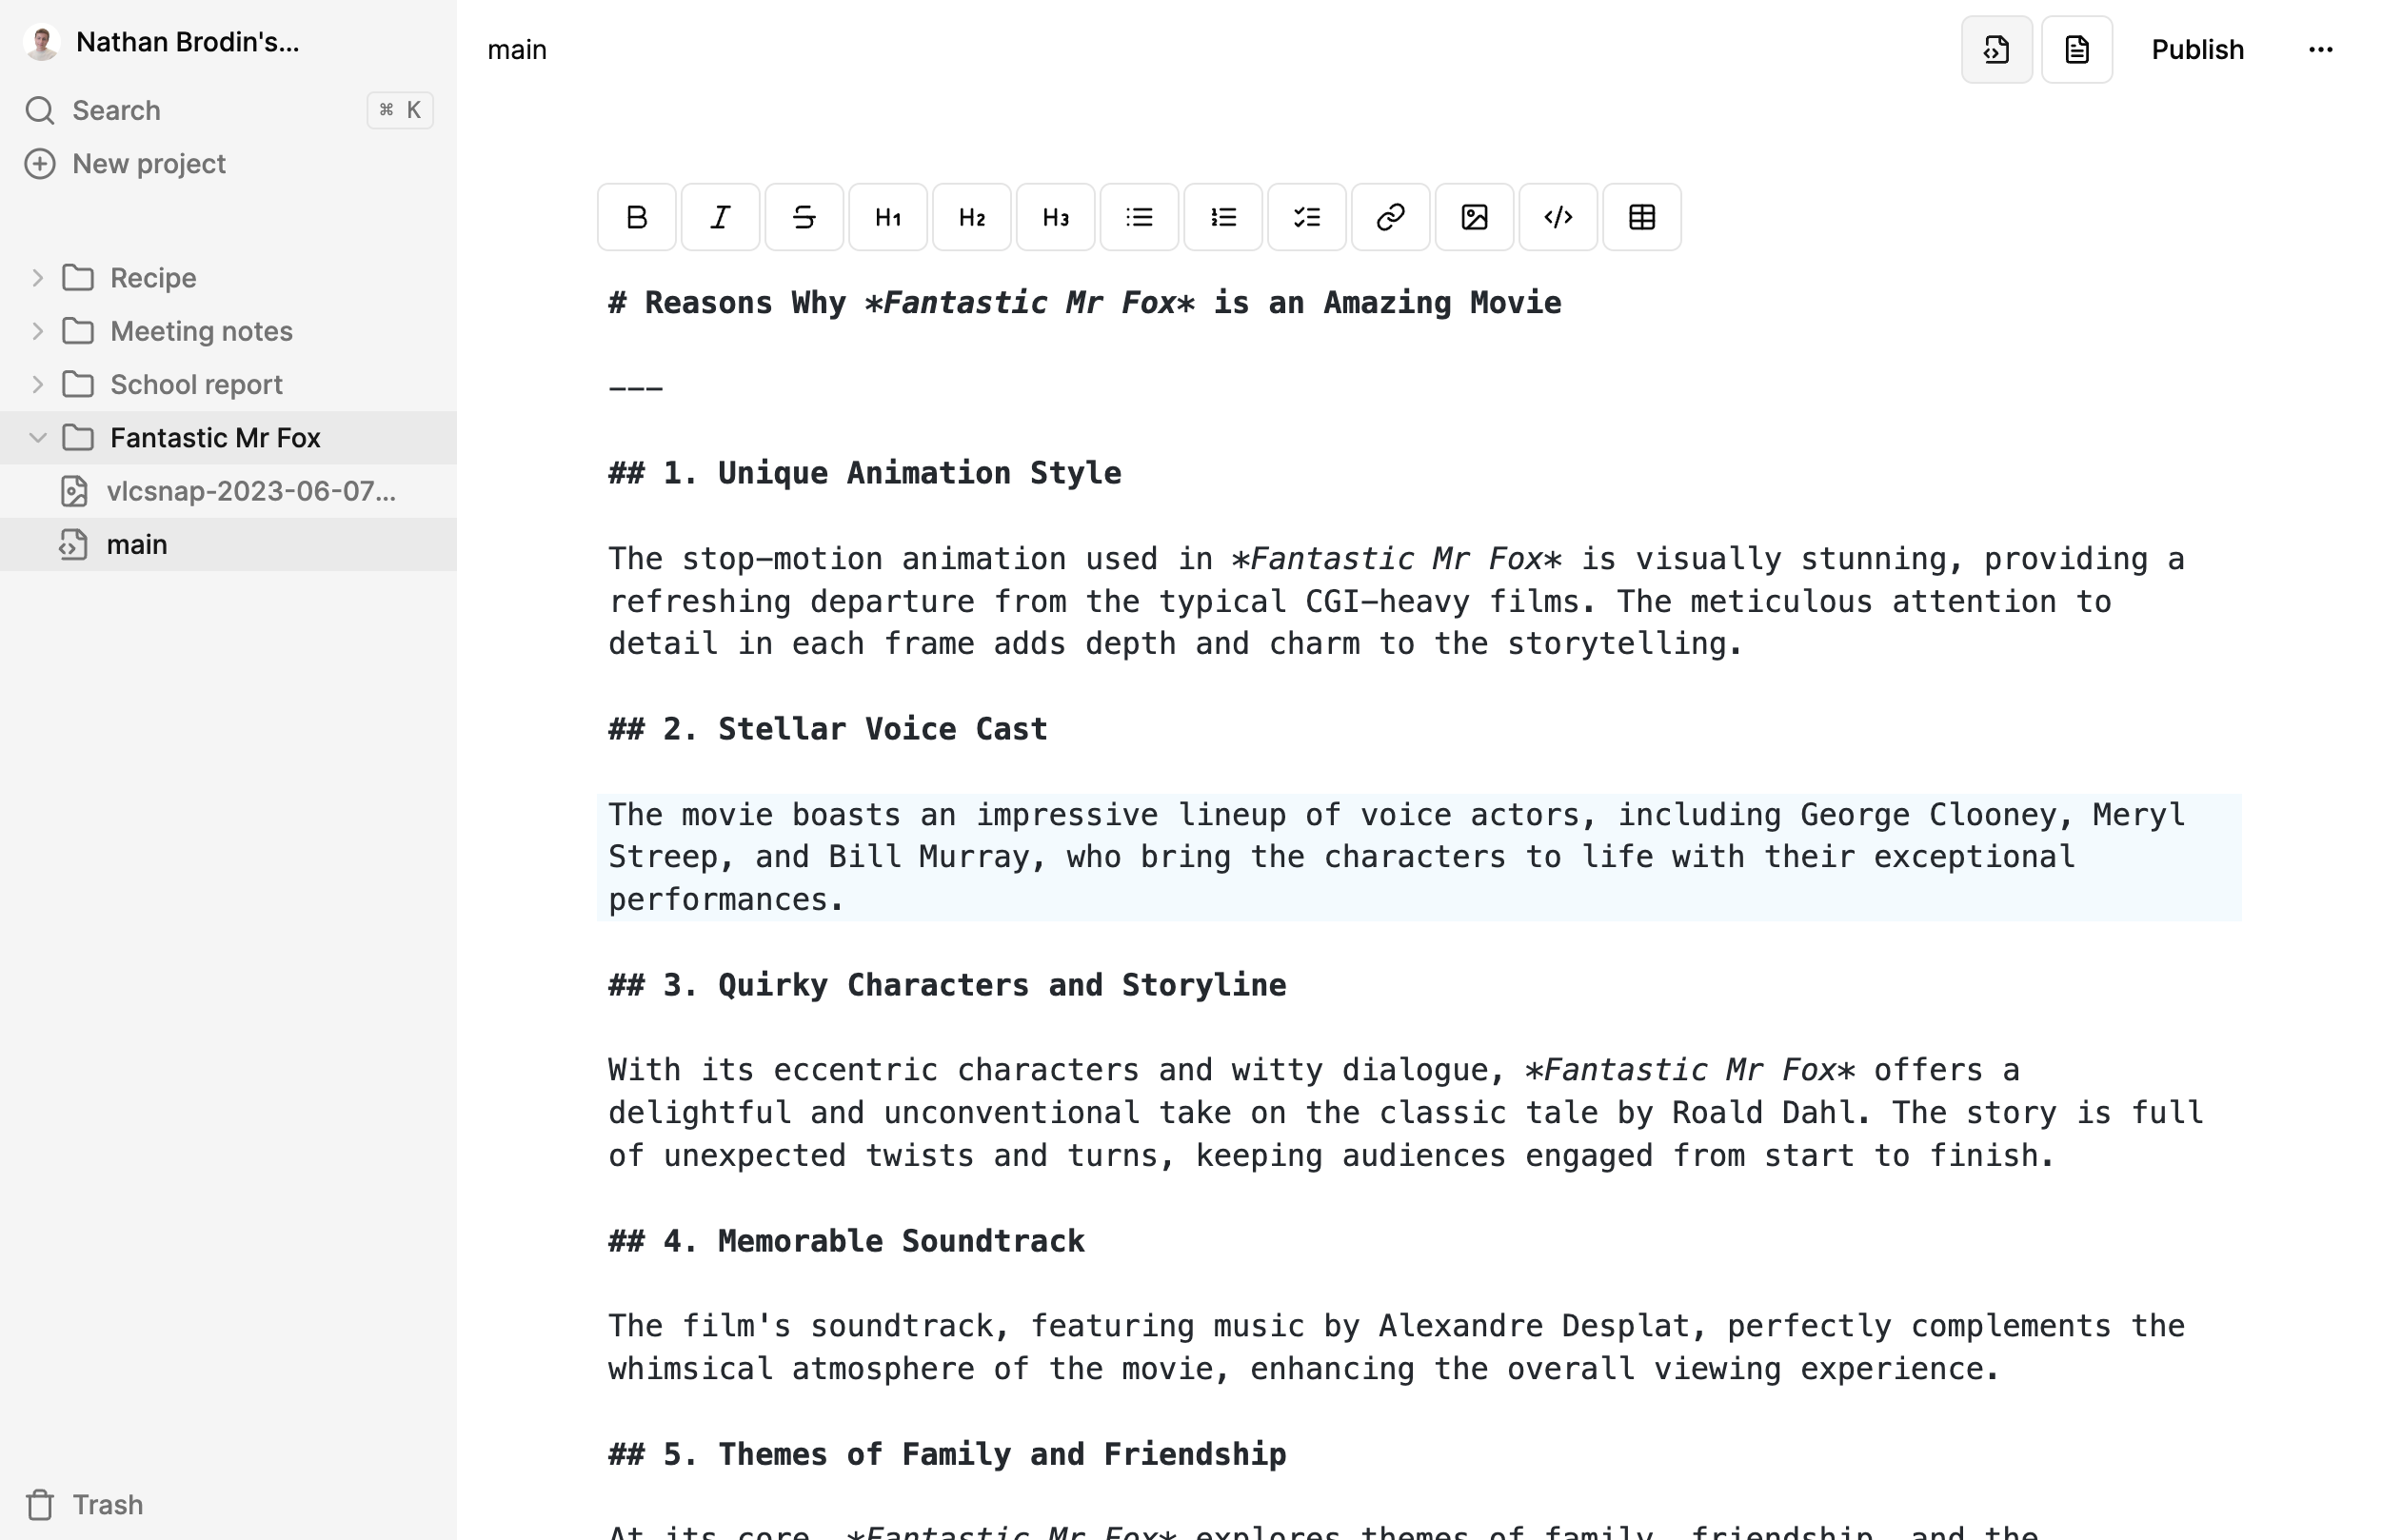 Nathan Brodin's...
Search
⌘ K
New project
Recipe
Meeting notes
School report
Fantastic Mr Fox
vlcsnap-2023-06-07...
main
Trash
main
Publish
B
I
S
H1
H2
H3
# Reasons Why *Fantastic Mr Fox* is an Amazing Movie
---
## 1. Unique Animation Style
The stop-motion animation used in *Fantastic Mr Fox* is visually stunning, providing a
refreshing departure from the typical CGI-heavy films. The meticulous attention to
detail in each frame adds depth and charm to the storytelling.
## 2. Stellar Voice Cast
The movie boasts an impressive lineup of voice actors, including George Clooney, Meryl
Streep, and Bill Murray, who bring the characters to life with their exceptional
performances.
## 3. Quirky Characters and Storyline
With its eccentric characters and witty dialogue, *Fantastic Mr Fox* offers a
delightful and unconventional take on the classic tale by Roald Dahl. The story is full
of unexpected twists and turns, keeping audiences engaged from start to finish.
## 4. Memorable Soundtrack
The film's soundtrack, featuring music by Alexandre Desplat, perfectly complements the
whimsical atmosphere of the movie, enhancing the overall viewing experience.
## 5. Themes of Family and Friendship
At its core, *Fantastic Mr Fox* explores themes of family, friendship, and the